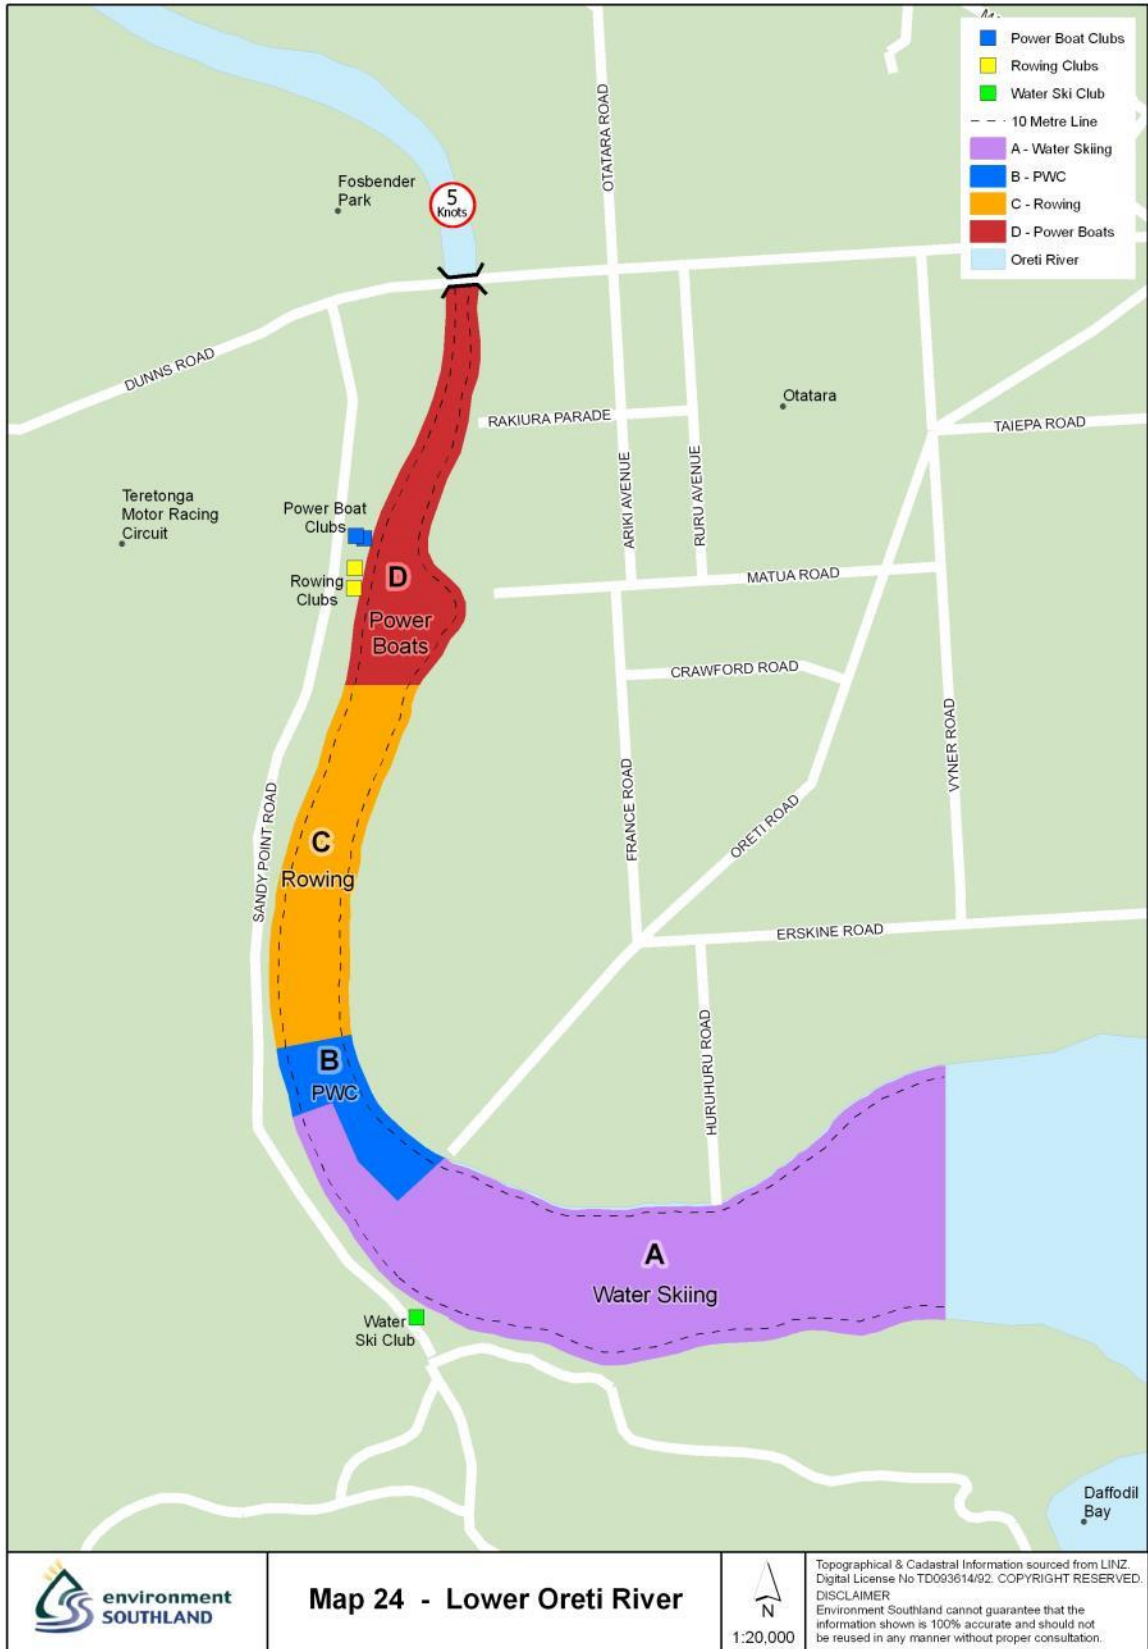 Power Boat Clubs
Rowing Clubs
Water Ski Club
10 Metre Line
A - Water Skiing
B - PWC
C - Rowing
D - Power Boats
Oreti River
OTATARA ROAD
Fosbender
Park
5
Knots
DUNNS ROAD
Otatara
RAKIURA PARADE
TAIEPA ROAD
ARIKI AVENUE
RURU AVENUE
Teretonga
Motor Racing
Circuit
Power Boat
Clubs
Rowing
Clubs
D
Power
Boats
MATUA ROAD
CRAWFORD ROAD
VYNER ROAD
FRANCE ROAD
ORETI ROAD
SANDY POINT ROAD
C
Rowing
ERSKINE ROAD
HURUHURU ROAD
B
PWC
A
Water Skiing
Water
Ski Club
Daffodil
Bay
environment
SOUTHLAND
Map 24 - Lower Oreti River
N
1:20,000
Topographical & Cadastral Information sourced from LINZ.
Digital License No TD093614/92. COPYRIGHT RESERVED.
DISCLAIMER
Environment Southland cannot guarantee that the
information shown is 100% accurate and should not
be reused in any manner without proper consultation.